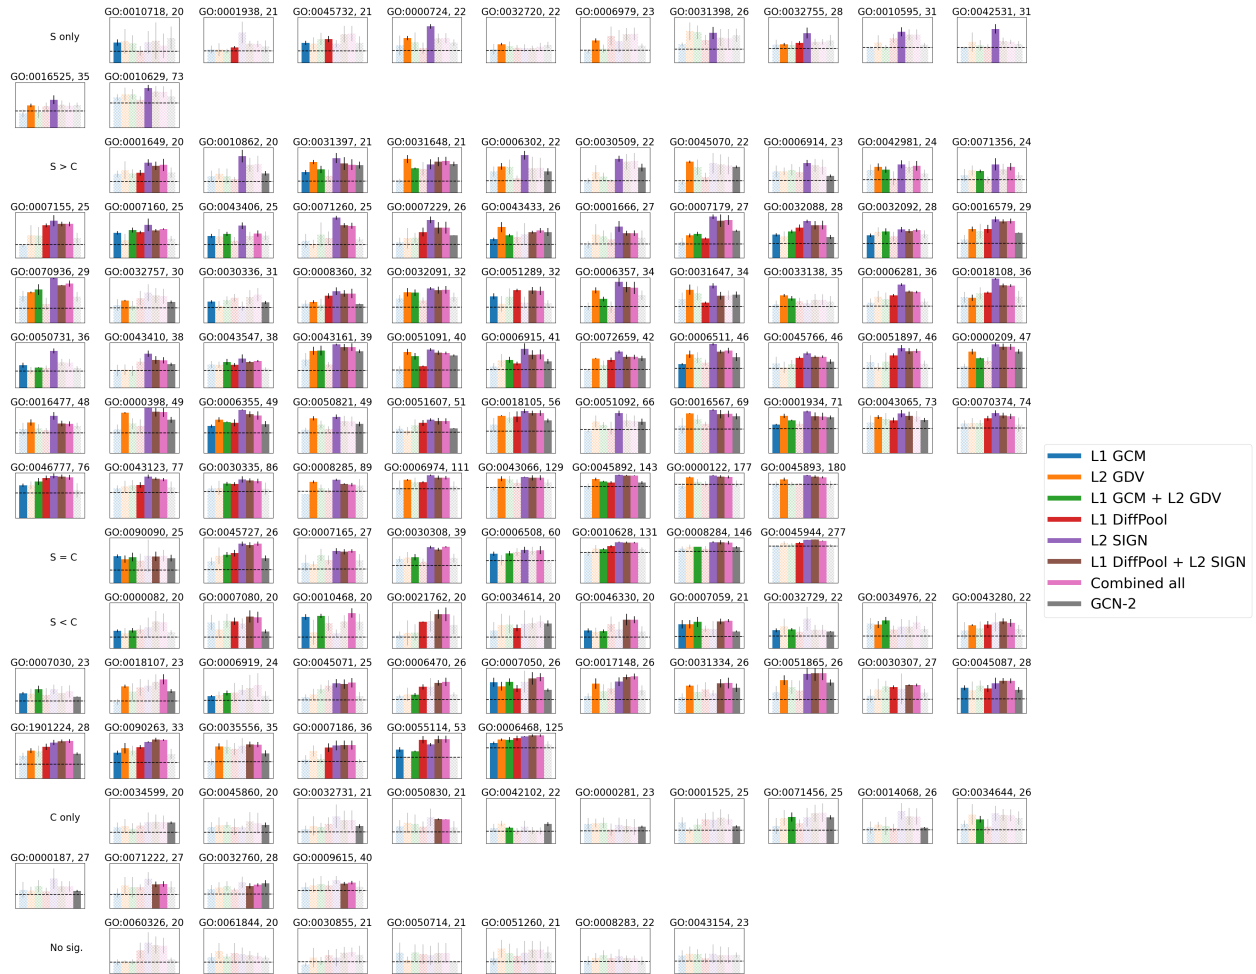 S only
GO:0010718, 20 GO:0001938, 21 GO:0045732, 21 GO:0000724, 22 GO:0032720, 22 GO:0006979, 23 GO:0031398, 26 GO:0032755, 28 GO:0010595, 31 GO:0042531, 31
GO:0016525, 35 GO:0010629, 73
S > C
GO:0001649, 20 GO:0010862, 20 GO:0031397, 21 GO:0031648, 21 GO:0006302, 22 GO:0030509, 22 GO:0045070, 22 GO:0006914, 23 GO:0042981, 24 GO:0071356, 24
GO:0007155, 25 GO:0007160, 25 GO:0043406, 25 GO:0071260, 25 GO:0007229, 26 GO:0043433, 26 GO:0001666, 27 GO:0007179, 27 GO:0032088, 28 GO:0032092, 28 GO:0016579, 29
GO:0070936, 29 GO:0032757, 30 GO:0030336, 31 GO:0008360, 32 GO:0032091, 32 GO:0051289, 32 GO:0006357, 34 GO:0031647, 34 GO:0033138, 35 GO:0006281, 36 GO:0018108, 36
GO:0050731, 36 GO:0043410, 38 GO:0043547, 38 GO:0043161, 39 GO:0051091, 40 GO:0006915, 41 GO:0072659, 42 GO:0006511, 46 GO:0045766, 46 GO:0051897, 46 GO:0000209, 47
GO:0016477, 48 GO:0000398, 49 GO:0006355, 49 GO:0050821, 49 GO:0051607, 51 GO:0018105, 56 GO:0051092, 66 GO:0016567, 69 GO:0001934, 71 GO:0043065, 73 GO:0070374, 74
GO:0046777, 76 GO:0043123, 77 GO:0030335, 86 GO:0008285, 89 GO:0006974, 111 GO:0043066, 129 GO:0045892, 143 GO:0000122, 177 GO:0045893, 180
S = C
GO:0090090, 25 GO:0045727, 26 GO:0007165, 27 GO:0030308, 39 GO:0006508, 60 GO:0010628, 131 GO:0008284, 146 GO:0045944, 277
S < C
GO:0000082, 20 GO:0007080, 20 GO:0010468, 20 GO:0021762, 20 GO:0034614, 20 GO:0046330, 20 GO:0007059, 21 GO:0032729, 22 GO:0034976, 22 GO:0043280, 22
GO:0007030, 23 GO:0018107, 23 GO:0006919, 24 GO:0045071, 25 GO:0006470, 26 GO:0007050, 26 GO:0017148, 26 GO:0031334, 26 GO:0051865, 26 GO:0030307, 27 GO:0045087, 28
GO:1901224, 28 GO:0090263, 33 GO:0035556, 35 GO:0007186, 36 GO:0055114, 53 GO:0006468, 125
C only
GO:0034599, 20 GO:0045860, 20 GO:0032731, 21 GO:0050830, 21 GO:0042102, 22 GO:0000281, 23 GO:0001525, 25 GO:0071456, 25 GO:0014068, 26 GO:0034644, 26
GO:0000187, 27 GO:0071222, 27 GO:0032760, 28 GO:0009615, 40
No sig.
GO:0060326, 20 GO:0061844, 20 GO:0030855, 21 GO:0050714, 21 GO:0051260, 21 GO:0008283, 22 GO:0043154, 23
L1 GCM
L2 GDV
L1 GCM + L2 GDV
L1 DiffPool
L2 SIGN
L1 DiffPool + L2 SIGN
Combined all
GCN-2